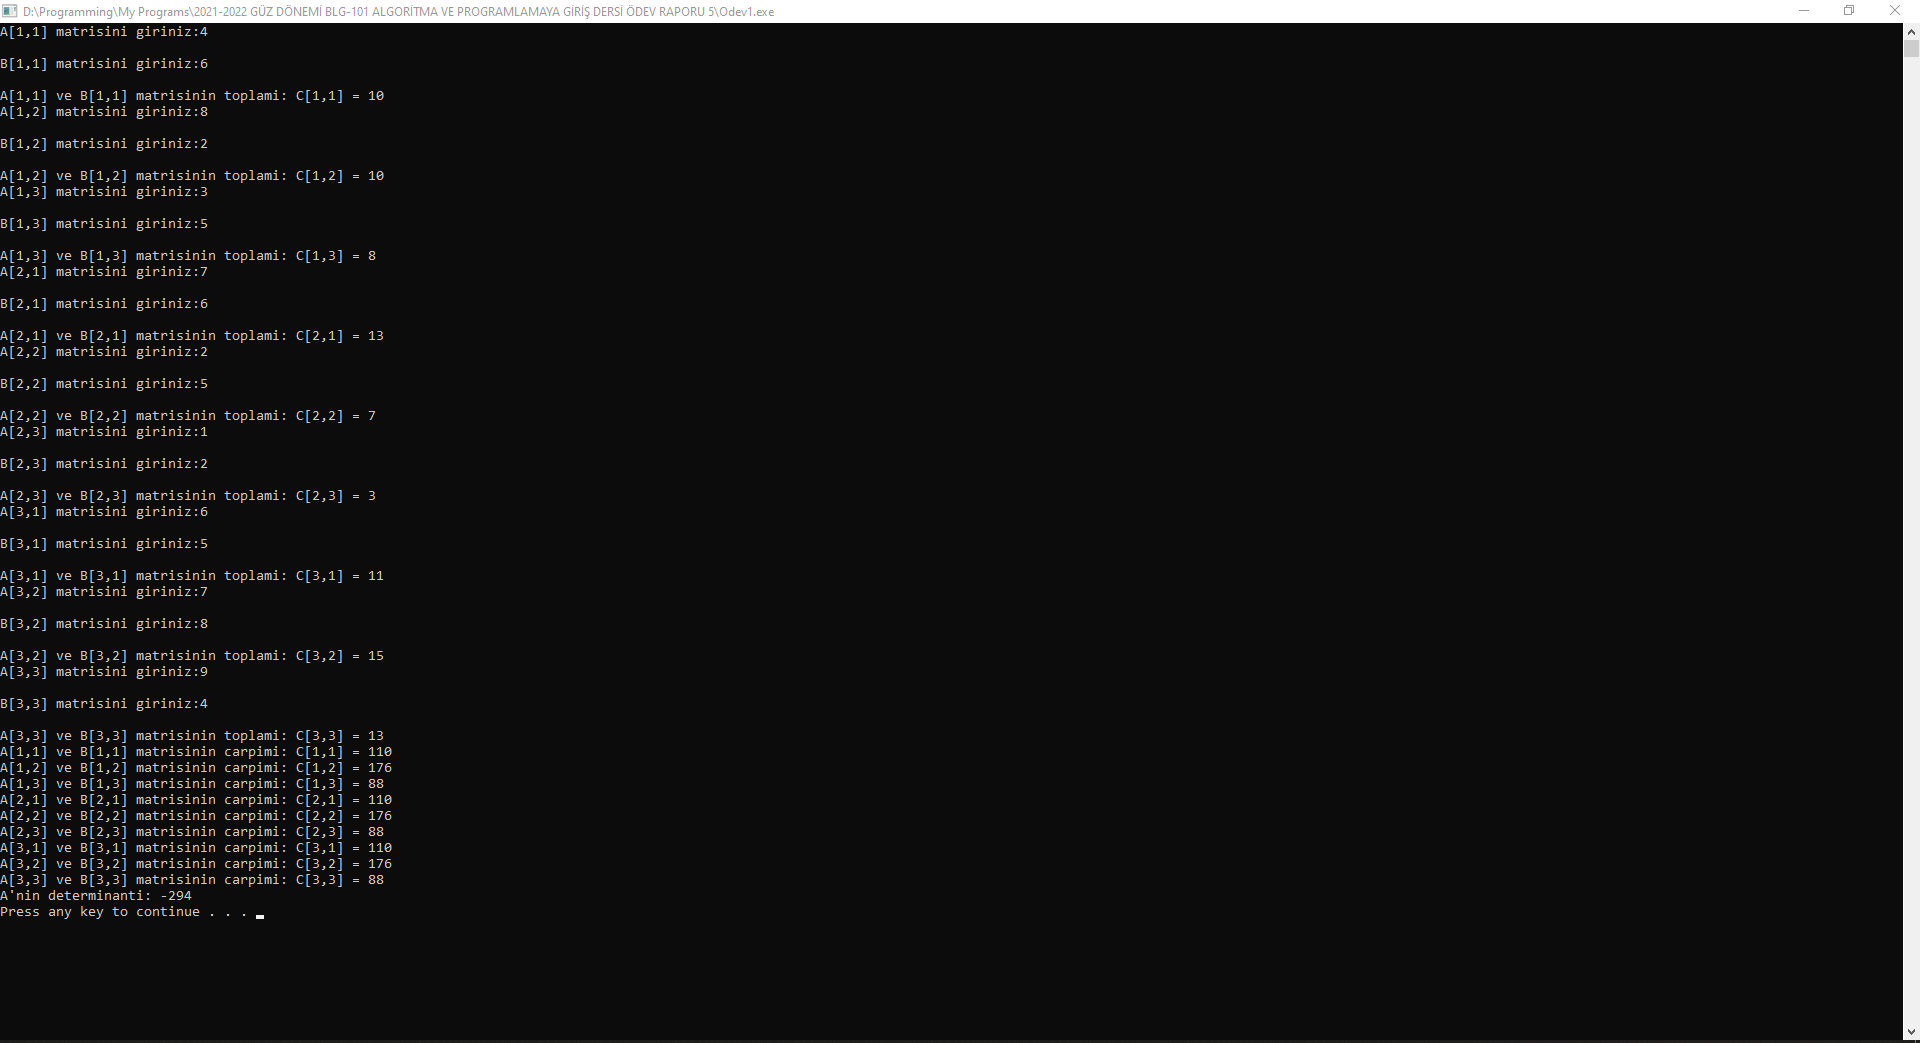 D:\Programming\My Programs\2021-2022 GÜZ DÖNEMİ BLG-101 ALGORİTMA VE PROGRAMLAMAYA GİRİŞ DERSİ ÖDEV RAPORU 5\Odev1.exe
A[1,1] matrisini giriniz:4
B[1,1] matrisini giriniz:6
A[1,1] ve B[1,1] matrisinin toplami: C[1,1] = 10
A[1,2] matrisini giriniz:8
B[1,2] matrisini giriniz:2
A[1,2] ve B[1,2] matrisinin toplami: C[1,2] = 10
A[1,3] matrisini giriniz:3
B[1,3] matrisini giriniz:5
A[1,3] ve B[1,3] matrisinin toplami: C[1,3] = 8
A[2,1] matrisini giriniz:7
B[2,1] matrisini giriniz:6
A[2,1] ve B[2,1] matrisinin toplami: C[2,1] = 13
A[2,2] matrisini giriniz:2
B[2,2] matrisini giriniz:5
A[2,2] ve B[2,2] matrisinin toplami: C[2,2] = 7
A[2,3] matrisini giriniz:1
B[2,3] matrisini giriniz:2
A[2,3] ve B[2,3] matrisinin toplami: C[2,3] = 3
A[3,1] matrisini giriniz:6
B[3,1] matrisini giriniz:5
A[3,1] ve B[3,1] matrisinin toplami: C[3,1] = 11
A[3,2] matrisini giriniz:7
B[3,2] matrisini giriniz:8
A[3,2] ve B[3,2] matrisinin toplami: C[3,2] = 15
A[3,3] matrisini giriniz:9
B[3,3] matrisini giriniz:4
A[3,3] ve B[3,3] matrisinin toplami: C[3,3] = 13
A[1,1] ve B[1,1] matrisinin carpimi: C[1,1] = 110
A[1,2] ve B[1,2] matrisinin carpimi: C[1,2] = 176
A[1,3] ve B[1,3] matrisinin carpimi: C[1,3] = 88
A[2,1] ve B[2,1] matrisinin carpimi: C[2,1] = 110
A[2,2] ve B[2,2] matrisinin carpimi: C[2,2] = 176
A[2,3] ve B[2,3] matrisinin carpimi: C[2,3] = 88
A[3,1] ve B[3,1] matrisinin carpimi: C[3,1] = 110
A[3,2] ve B[3,2] matrisinin carpimi: C[3,2] = 176
A[3,3] ve B[3,3] matrisinin carpimi: C[3,3] = 88
A'nin determinanti: -294
Press any key to continue . . .